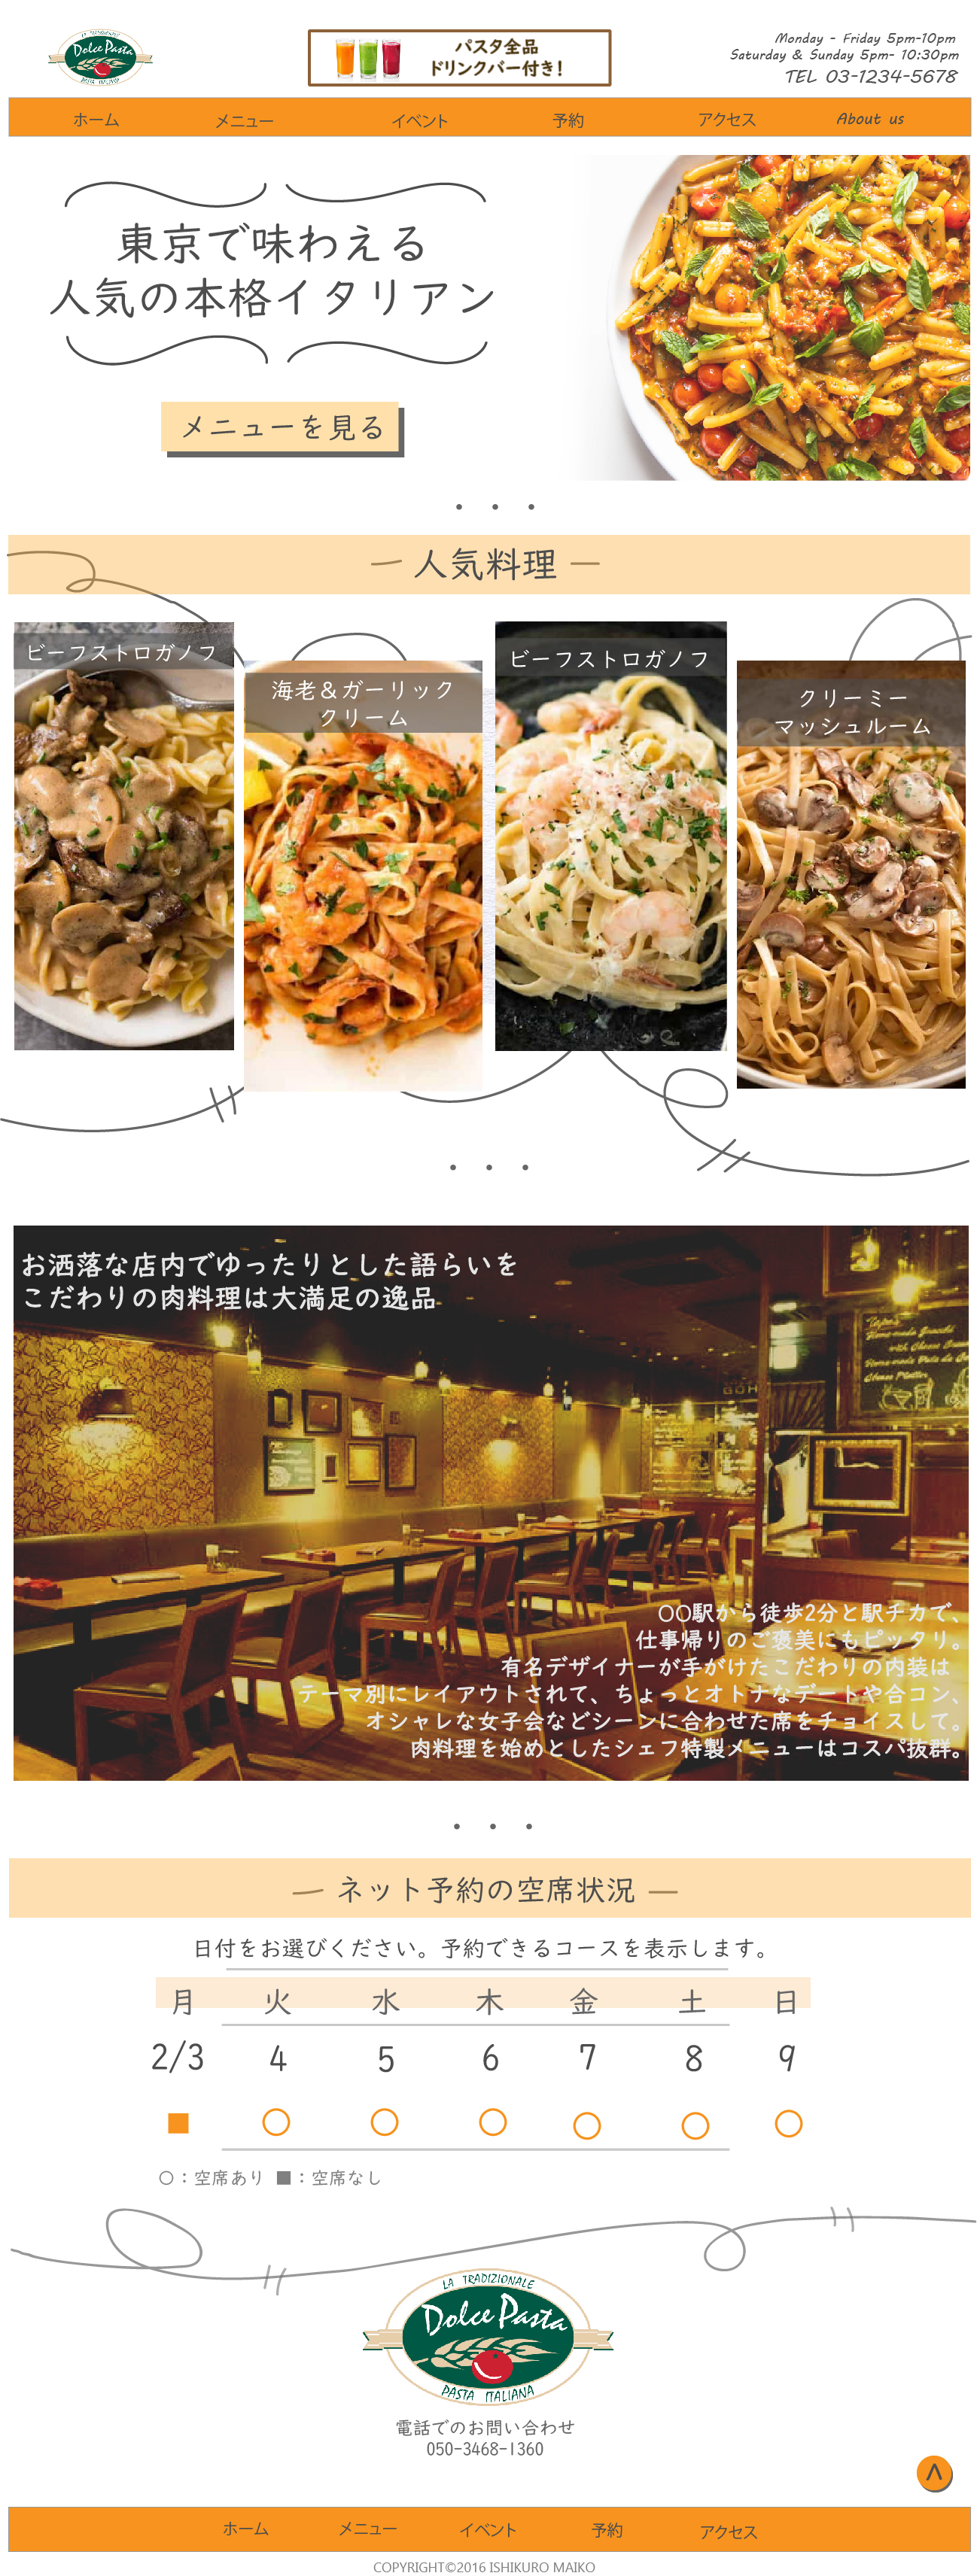 LA TRADIZIONALE
Dolce Pasta
PASTA ITALIANA
パスタ全品
ドリンクバー付き!
Monday - Friday 5pm-10pm
Saturday & Sunday 5pm- 10:30pm
TEL 03-1234-5678
ホーム メニュー イベント 予約 アクセス About us
東京で味わえる
人気の本格イタリアン
メニューを見る
人気料理
ビーフストロガノフ
海老&ガーリック
クリーム
ビーフストロガノフ
クリーミー
マッシュルーム
お洒落な店内でゆったりとした語らいを
こだわりの肉料理は大満足の逸品
〇〇駅から徒歩2分と駅チカで、
仕事帰りのご褒美にもピッタリ。
有名デザイナーが手がけたこだわりの内装は
テーマ別にレイアウトされて、ちょっとオトナなデートや合コン、
オシャレな女子会などシーンに合わせた席をチョイスして。
肉料理を始めとしたシェフ特製メニューはコスパ抜群。
ネット予約の空席状況
日付をお選びください。予約できるコースを表示します。
月 火 水 木 金 土 日
2/3 4 5 6 7 8 9
■ 〇 〇 〇 〇 〇 〇
〇：空席あり ■：空席なし
LA TRADIZIONALE
Dolce Pasta
PASTA ITALIANA
電話でのお問い合わせ
050-3468-1360
ホーム メニュー イベント 予約 アクセス
COPYRIGHT©2016 ISHIKURO MAIKO